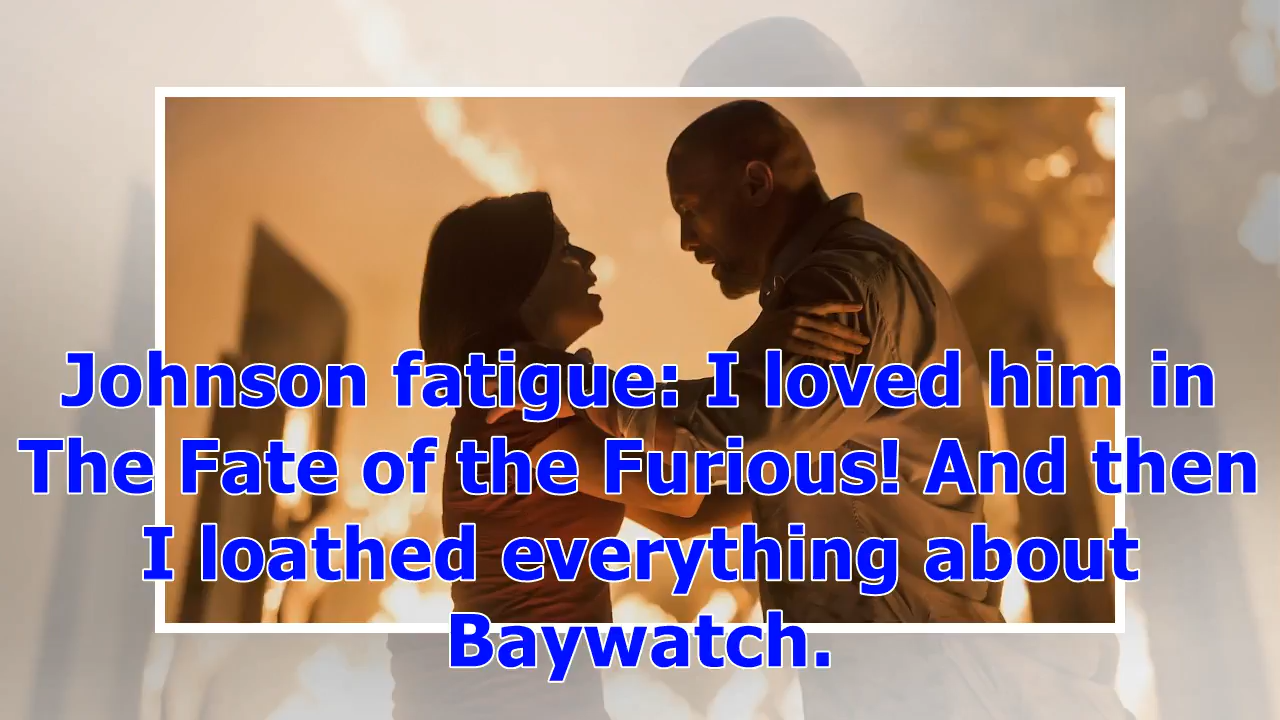 Johnson fatigue: I loved him in
The Fate of the Furious! And then
I loathed everything about
Baywatch.